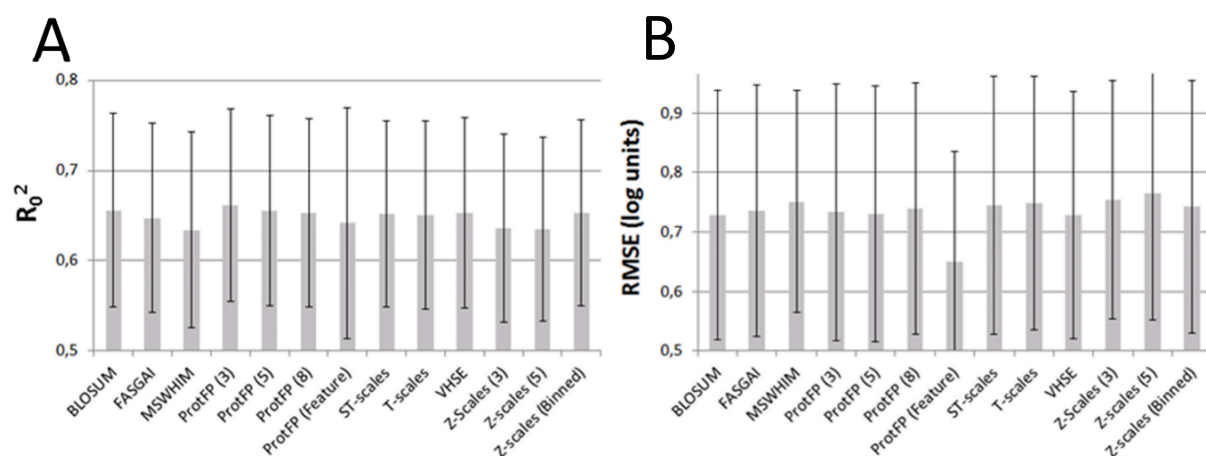 A
R₀²
0,8
0,7
0,6
0,5
BLOSUM
FASGAI
MSWHIM
ProtFP (3)
ProtFP (5)
ProtFP (8)
ProtFP (Feature)
ST-scales
T-scales
VHSE
Z-Scales (3)
Z-scales (5)
Z-scales (Binned)
B
RMSE (log units)
0,9
0,8
0,7
0,6
0,5
BLOSUM
FASGAI
MSWHIM
ProtFP (3)
ProtFP (5)
ProtFP (8)
ProtFP (Feature)
ST-scales
T-scales
VHSE
Z-Scales (3)
Z-scales (5)
Z-scales (Binned)